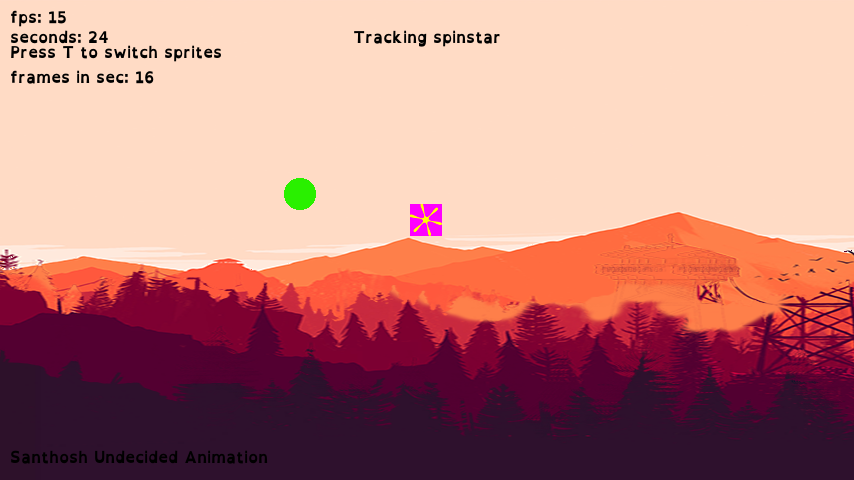 fps: 15
seconds: 24
Press T to switch sprites
frames in sec: 16
Tracking spinstar
Santhosh Undecided Animation